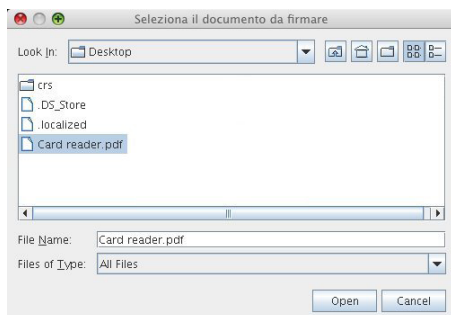 Seleziona il documento da firmare
Look In: Desktop
crs
.DS_Store
.localized
Card reader.pdf
File Name: Card reader.pdf
Files of Type: All Files
Open Cancel